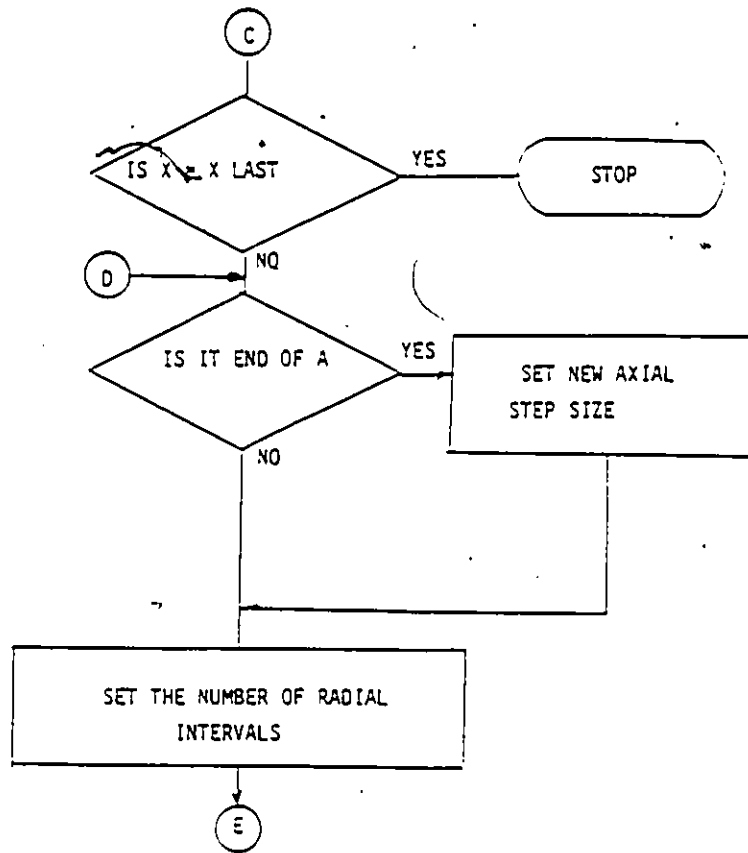 C
IS X = X LAST
YES
STOP
NO
D
IS IT END OF A
YES
SET NEW AXIAL
STEP SIZE
NO
SET THE NUMBER OF RADIAL
INTERVALS
E